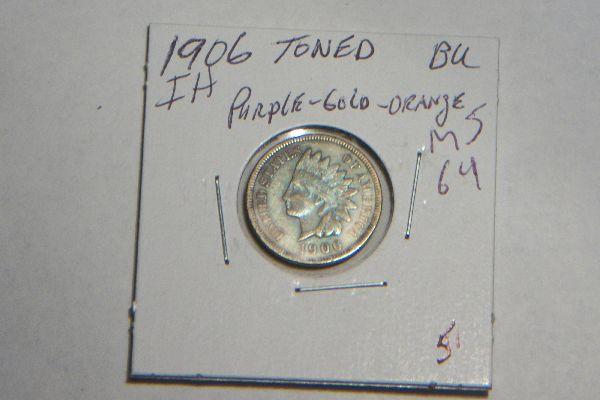 1906 TONED BU
IH
PURPLE-GOLD-ORANGE
MS
64
UNITED STATES OF AMERICA
1906
5